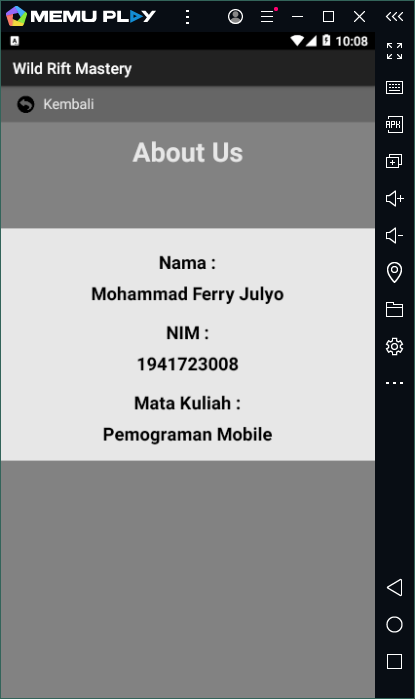 MEMU PLAY
A
10:08
Wild Rift Mastery
Kembali
About Us
Nama :
Mohammad Ferry Julyo
NIM :
1941723008
Mata Kuliah :
Pemograman Mobile
APK